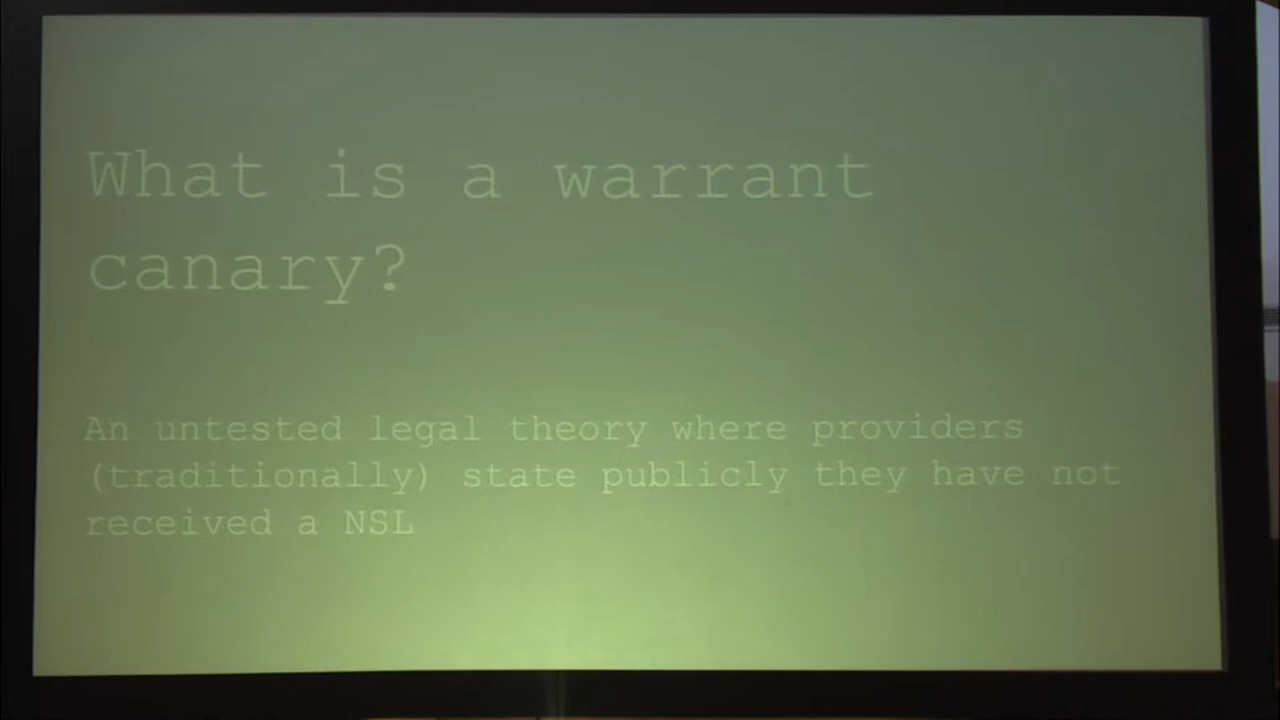 What is a warrant
canary?
An untested legal theory where providers
(traditionally) state publicly they have not
received a NSL